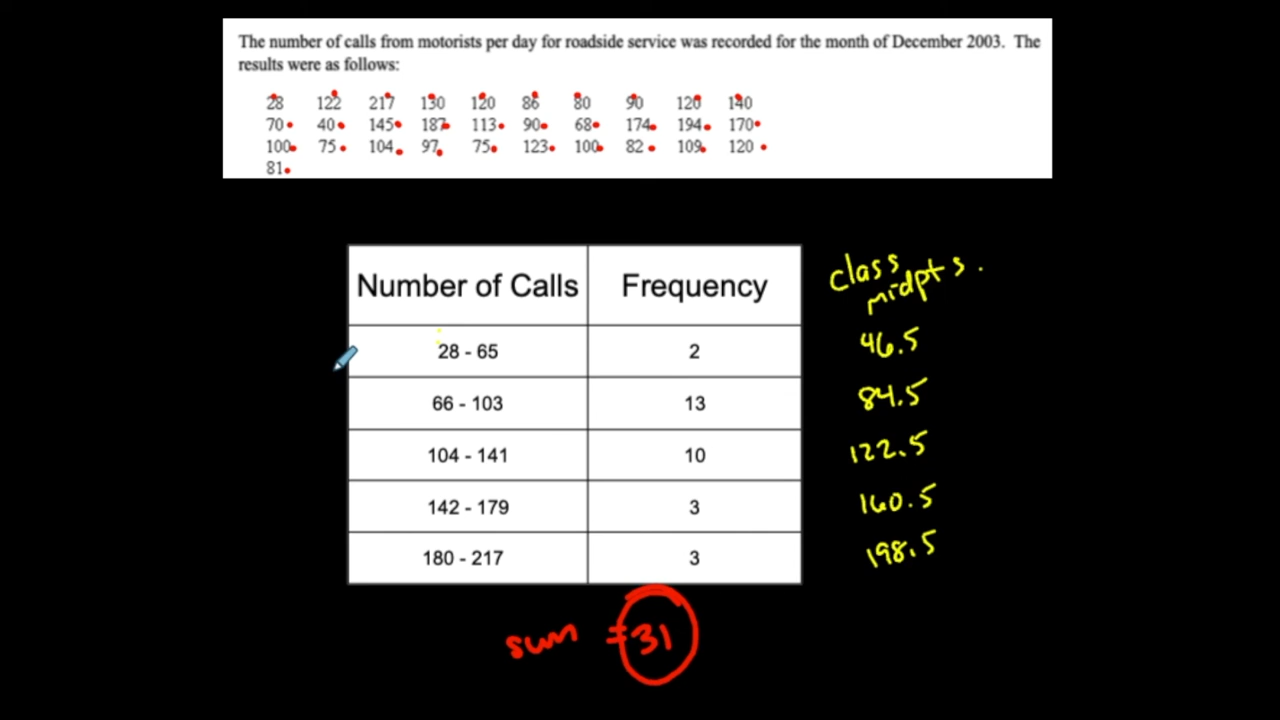 The number of calls from motorists per day for roadside service was recorded for the month of December 2003. The
results were as follows:
28 122 217 130 120 86 80 90 120 140
70 40 145 187 113 90 68 174 194 170
100 75 104 97 75 123 100 82 109 120
81
Number of Calls Frequency
class
midpts.
28 - 65 2 46.5
66 - 103 13 84.5
104 - 141 10 122.5
142 - 179 3 160.5
180 - 217 3 198.5
sum = 31